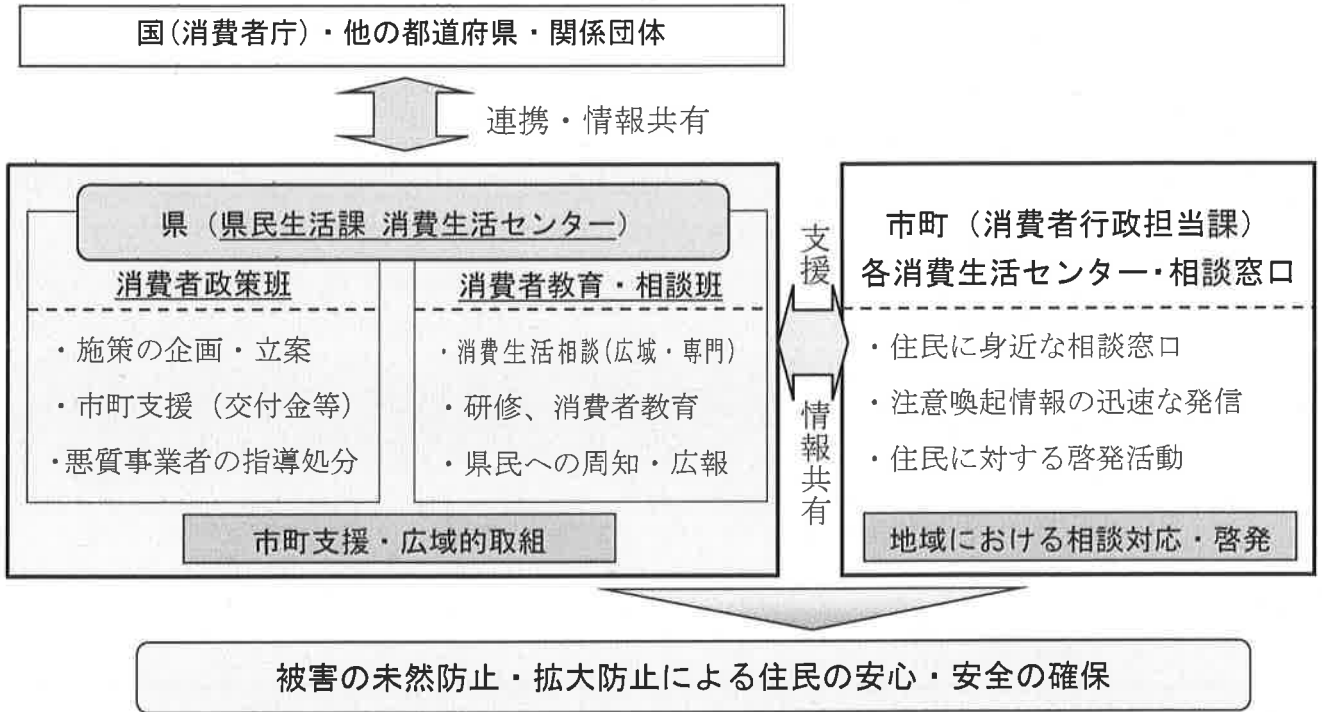 国(消費者庁)・他の都道府県・関係団体
連携・情報共有
県（県民生活課 消費生活センター）
消費者政策班
・施策の企画・立案
・市町支援（交付金等）
・悪質事業者の指導処分
消費者教育・相談班
・消費生活相談(広域・専門)
・研修、消費者教育
・県民への周知・広報
市町支援・広域的取組
支援
情報共有
市町（消費者行政担当課）
各消費生活センター・相談窓口
・住民に身近な相談窓口
・注意喚起情報の迅速な発信
・住民に対する啓発活動
地域における相談対応・啓発
被害の未然防止・拡大防止による住民の安心・安全の確保